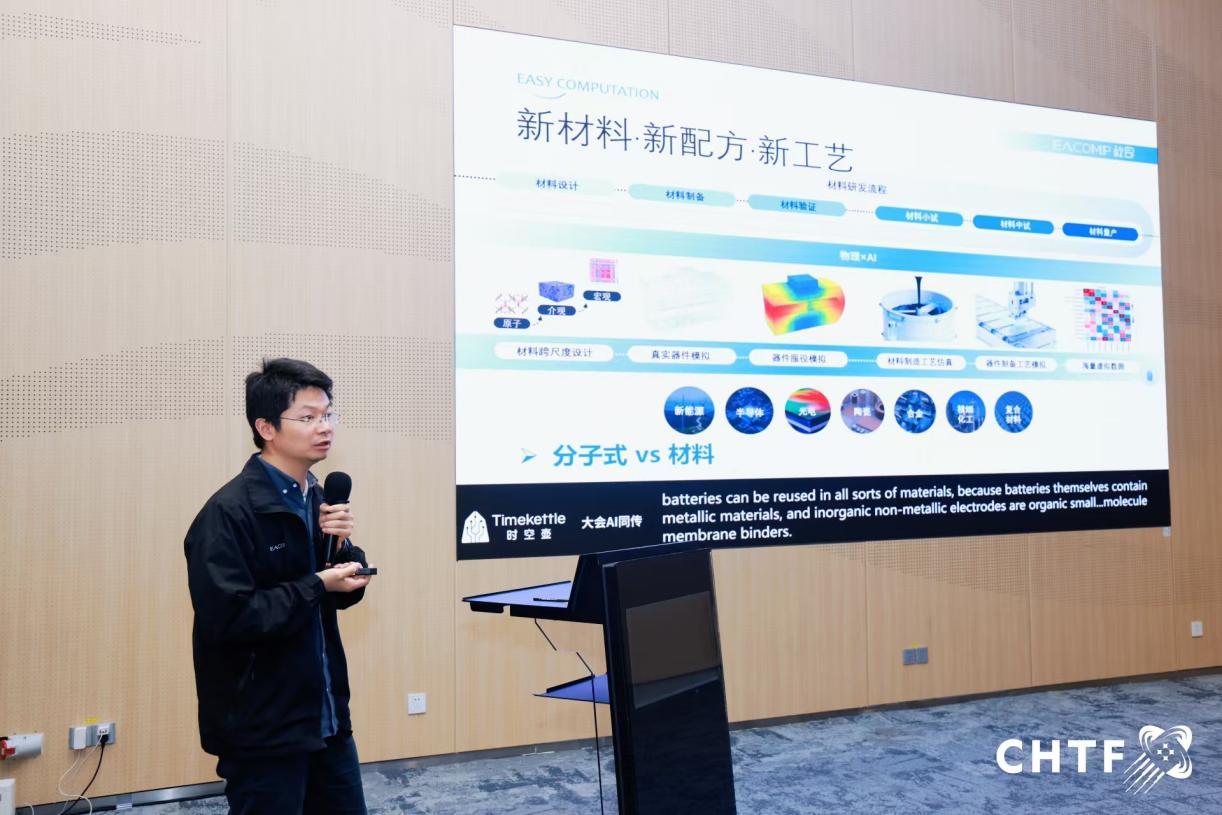 EASY COMPUTATION
新材料·新配方·新工艺
EACOMP 毅园
材料研发流程
材料设计
材料制备
材料验证
材料小试
材料中试
材料量产
物理×AI
原子
介观
宏观
材料跨尺度设计
真实器件模拟
器件服役模拟
材料制造工艺仿真
器件制备工艺模拟
海量虚拟数据
新能源
半导体
光电
陶瓷
合金
精细
化工
复合
材料
➢ 分子式 vs 材料
Timekettle
时空壶
大会AI同传
batteries can be reused in all sorts of materials, because batteries themselves contain
metallic materials, and inorganic non-metallic electrodes are organic small...molecule
membrane binders.
CHTF